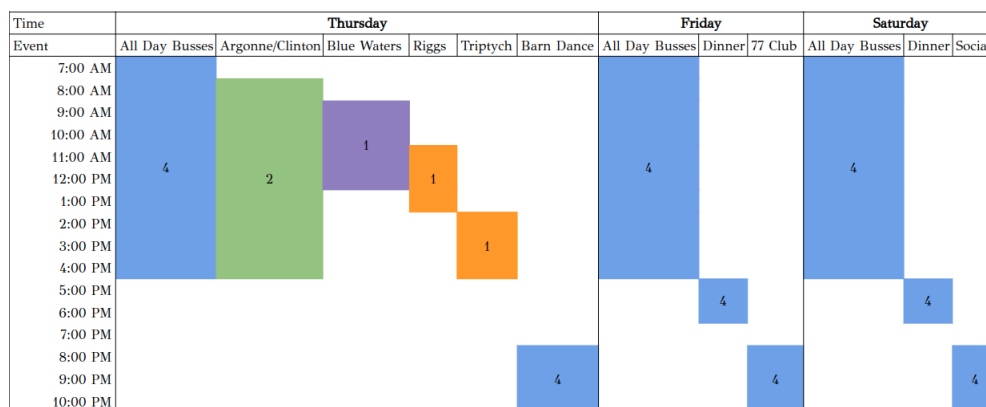 Time Thursday Friday Saturday
Event All Day Busses Argonne/Clinton Blue Waters Riggs Triptych Barn Dance All Day Busses Dinner 77 Club All Day Busses Dinner Socia
7:00 AM
8:00 AM
9:00 AM
10:00 AM
1
11:00 AM
4 4 4
12:00 PM 2 1
1:00 PM
2:00 PM
3:00 PM 1
4:00 PM
5:00 PM
4 4
6:00 PM
7:00 PM
8:00 PM
9:00 PM 4 4 4
10:00 PM